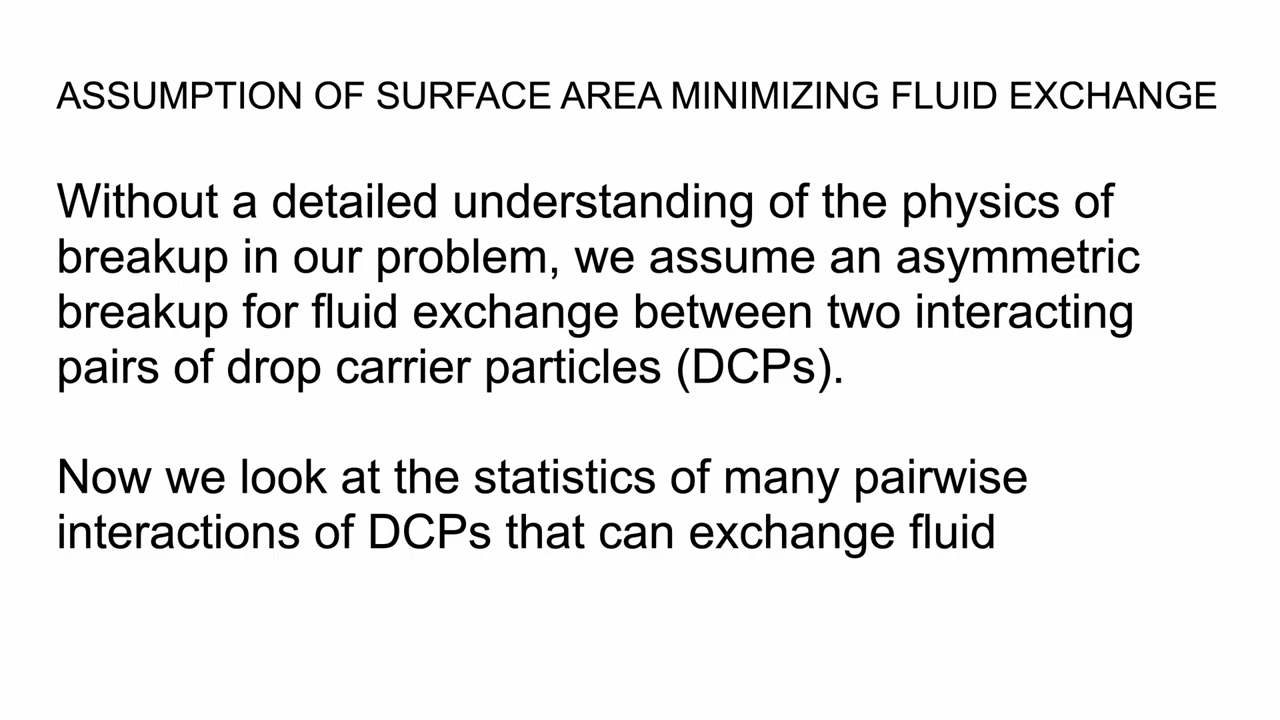 ASSUMPTION OF SURFACE AREA MINIMIZING FLUID EXCHANGE
Without a detailed understanding of the physics of
breakup in our problem, we assume an asymmetric
breakup for fluid exchange between two interacting
pairs of drop carrier particles (DCPs).
Now we look at the statistics of many pairwise
interactions of DCPs that can exchange fluid